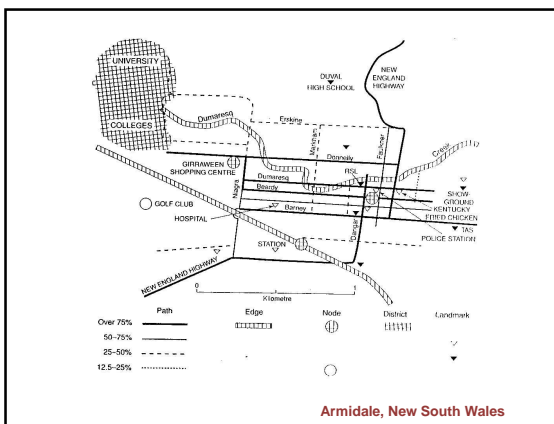 UNIVERSITY
COLLEGES
DUVAL
HIGH SCHOOL
NEW
ENGLAND
HIGHWAY
Dumaresq
Erskine
Markham
Faulkner
Creek
Donnelly
GIRRAWEEN
SHOPPING CENTRE
RSL
Dumaresq
Beardy
Niagra
Barney
Dangar
GOLF CLUB
HOSPITAL
SHOW-
GROUND
KENTUCKY
FRIED CHICKEN
TAS
POLICE STATION
STATION
NEW ENGLAND HIGHWAY
0 1
Kilometre
Path Edge Node District Landmark
Over 75%
50–75%
25–50%
12.5–25%
Armidale, New South Wales